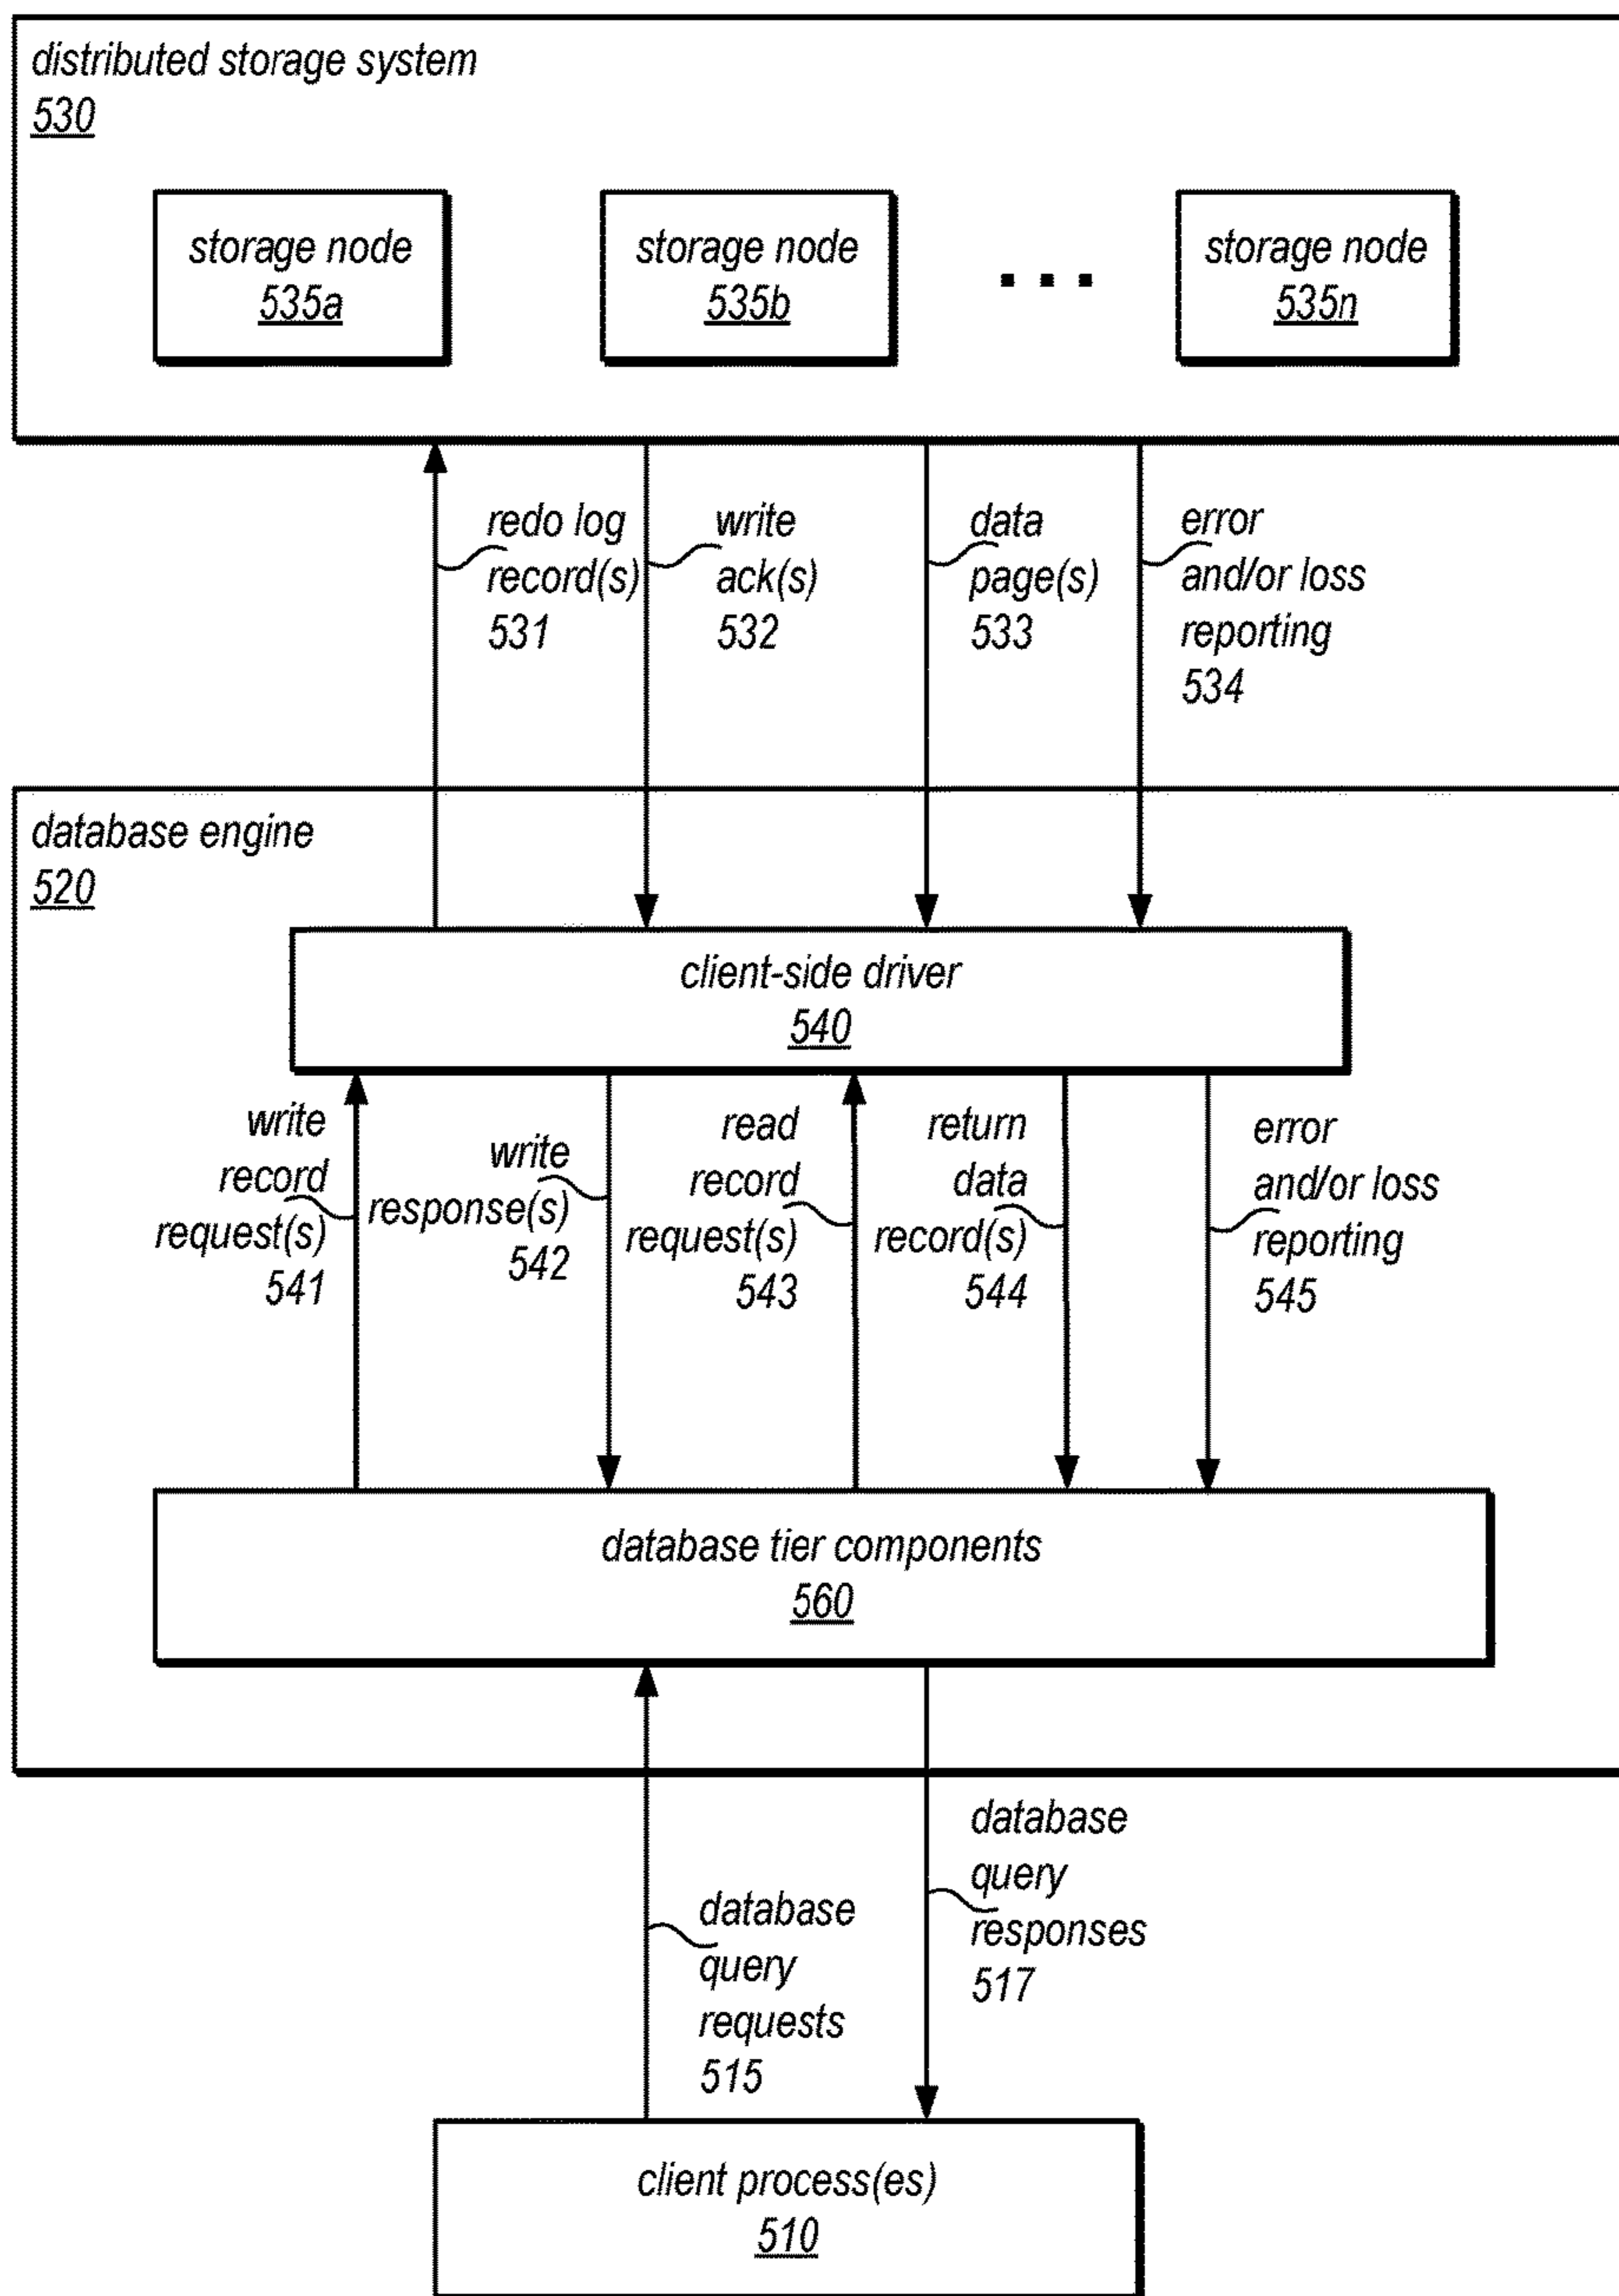 distributed storage system
530
storage node
535a
storage node
535b
. . .
storage node
535n
redo log
record(s)
531
write
ack(s)
532
data
page(s)
533
error
and/or loss
reporting
534
database engine
520
client-side driver
540
write
record
request(s)
541
write
response(s)
542
read
record
request(s)
543
return
data
record(s)
544
error
and/or loss
reporting
545
database tier components
560
database
query
requests
515
database
query
responses
517
client process(es)
510